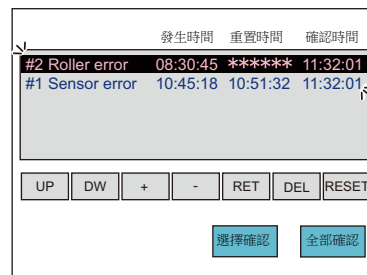 發生時間 重置時間 確認時間
#2 Roller error 08:30:45 ****** 11:32:01
#1 Sensor error 10:45:18 10:51:32 11:32:01
UP DW + - RET DEL RESET
選擇確認 全部確認